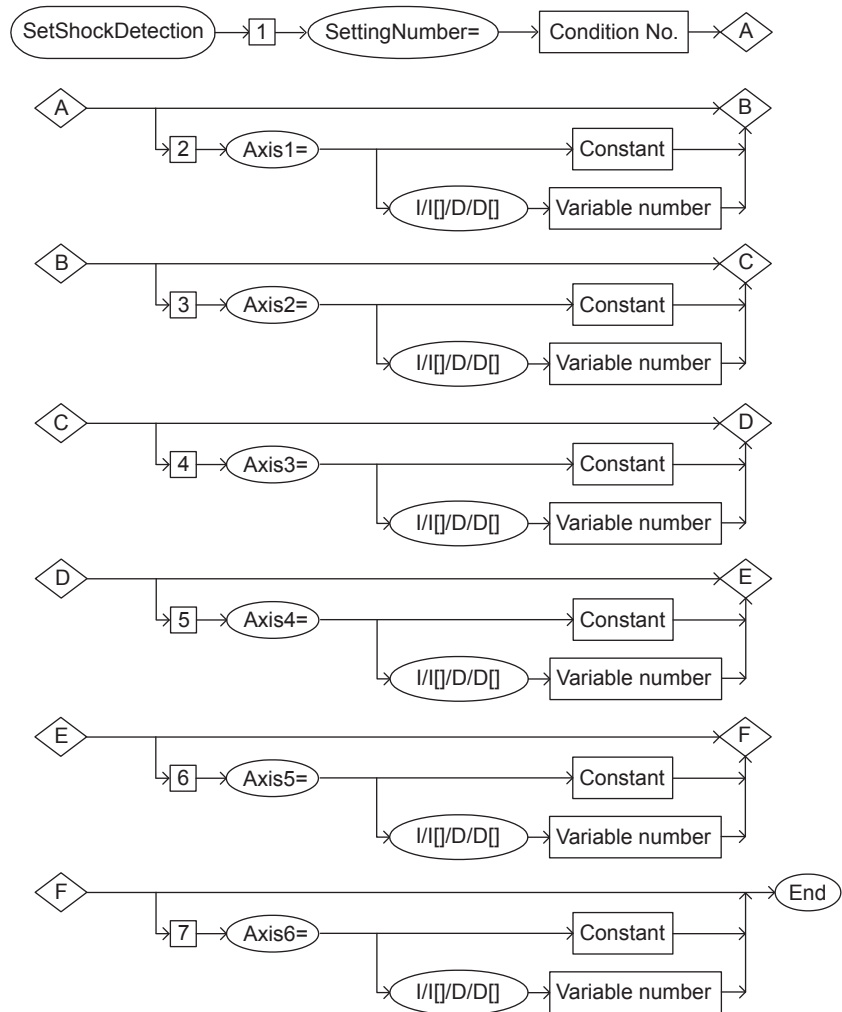 SetShockDetection 1 SettingNumber= Condition No. A
A B
2 Axis1= Constant
I/I[]/D/D[] Variable number
B C
3 Axis2= Constant
I/I[]/D/D[] Variable number
C D
4 Axis3= Constant
I/I[]/D/D[] Variable number
D E
5 Axis4= Constant
I/I[]/D/D[] Variable number
E F
6 Axis5= Constant
I/I[]/D/D[] Variable number
F End
7 Axis6= Constant
I/I[]/D/D[] Variable number